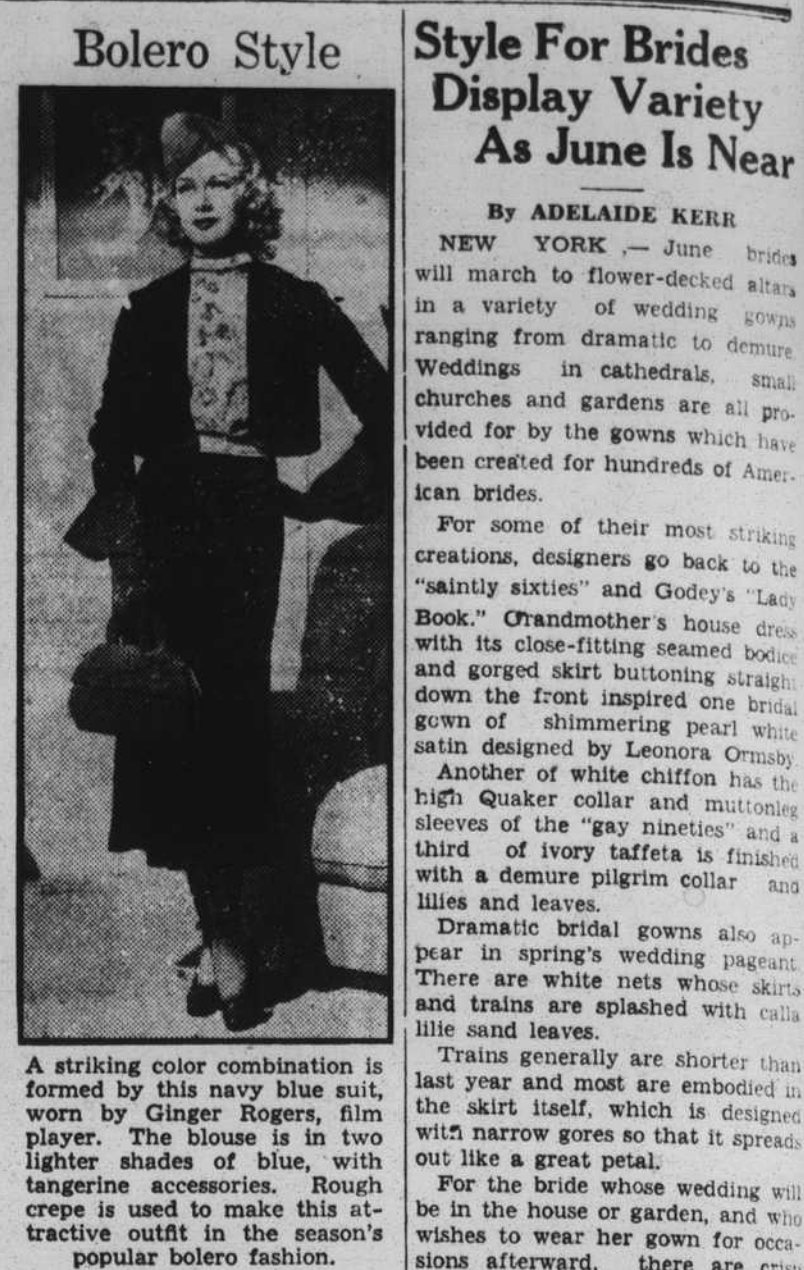 Bolero Style
A striking color combination is
formed by this navy blue suit,
worn by Ginger Rogers, film
player. The blouse is in two
lighter shades of blue, with
tangerine accessories. Rough
crepe is used to make this at-
tractive outfit in the season's
popular bolero fashion.
Style For Brides
Display Variety
As June Is Near
By ADELAIDE KERR
NEW YORK ,— June brides
will march to flower-decked altars
in a variety of wedding gowns
ranging from dramatic to demure.
Weddings in cathedrals, small
churches and gardens are all pro-
vided for by the gowns which have
been created for hundreds of Amer-
ican brides.
For some of their most striking
creations, designers go back to the
"saintly sixties" and Godey's "Lady
Book." Grandmother's house dress
with its close-fitting seamed bodice
and gorged skirt buttoning straight
down the front inspired one bridal
gown of shimmering pearl white
satin designed by Leonora Ormsby.
Another of white chiffon has the
high Quaker collar and muttonleg
sleeves of the "gay nineties" and a
third of ivory taffeta is finished
with a demure pilgrim collar and
lilies and leaves.
Dramatic bridal gowns also ap-
pear in spring's wedding pageant.
There are white nets whose skirts
and trains are splashed with calla
lilie sand leaves.
Trains generally are shorter than
last year and most are embodied in
the skirt itself, which is designed
with narrow gores so that it spreads
out like a great petal.
For the bride whose wedding will
be in the house or garden, and who
wishes to wear her gown for occa-
sions afterward, there are